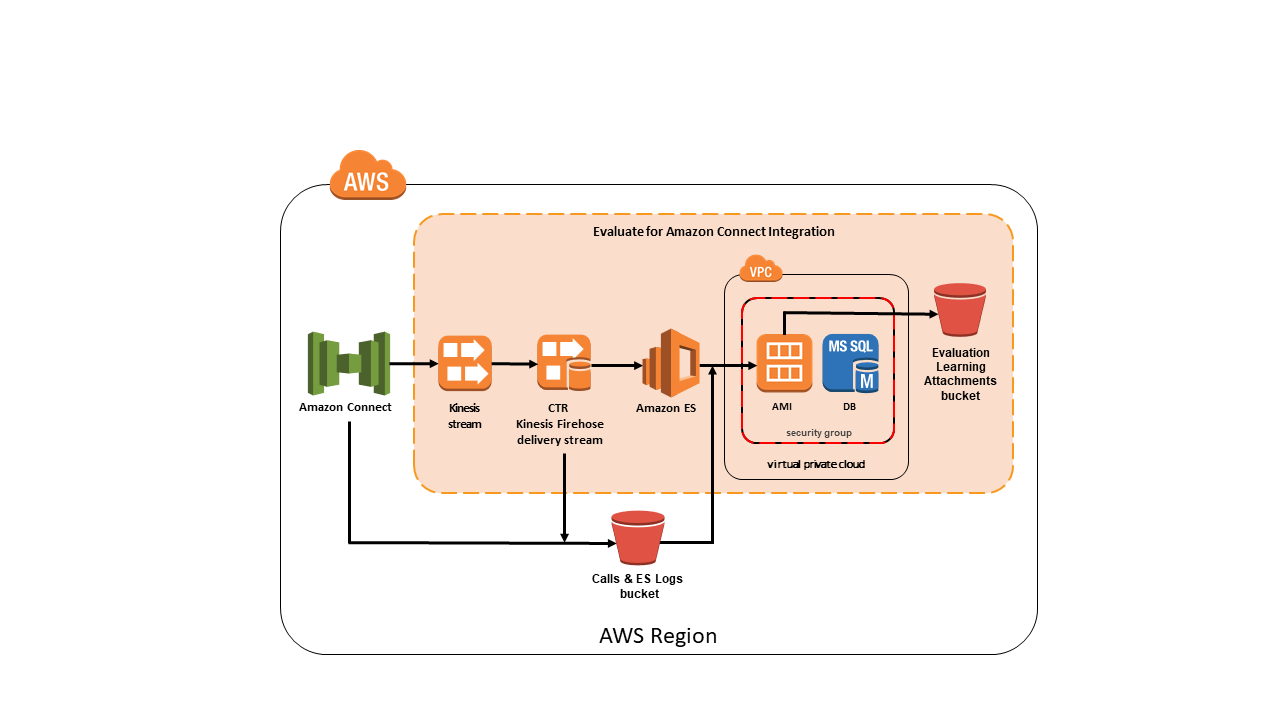 AWS
Evaluate for Amazon Connect Integration
VPC
MS SQL
M
Amazon Connect
Kinesis
stream
CTR
Kinesis Firehose
delivery stream
Amazon ES
AMI
DB
security group
virtual private cloud
Evaluation
Learning
Attachments
bucket
Calls & ES Logs
bucket
AWS Region